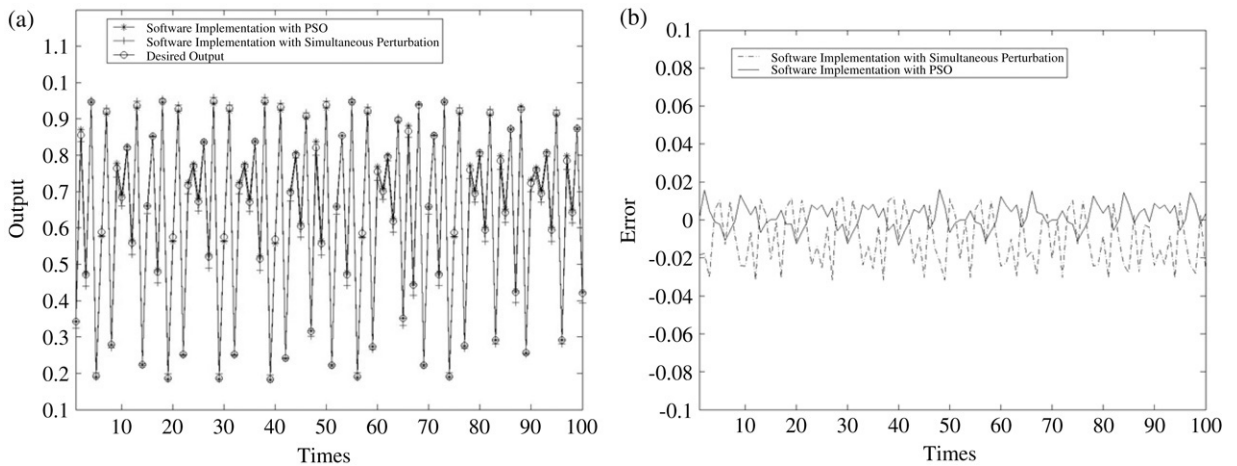 (a)
Software Implementation with PSO
Software Implementation with Simultaneous Perturbation
Desired Output
1.1
1.0
0.9
0.8
0.7
0.6
0.5
0.4
0.3
0.2
0.1
Output
10 20 30 40 50 60 70 80 90 100
Times
(b)
Software Implementation with Simultaneous Perturbation
Software Implementation with PSO
0.1
0.08
0.06
0.04
0.02
0
-0.02
-0.04
-0.06
-0.08
-0.1
Error
10 20 30 40 50 60 70 80 90 100
Times